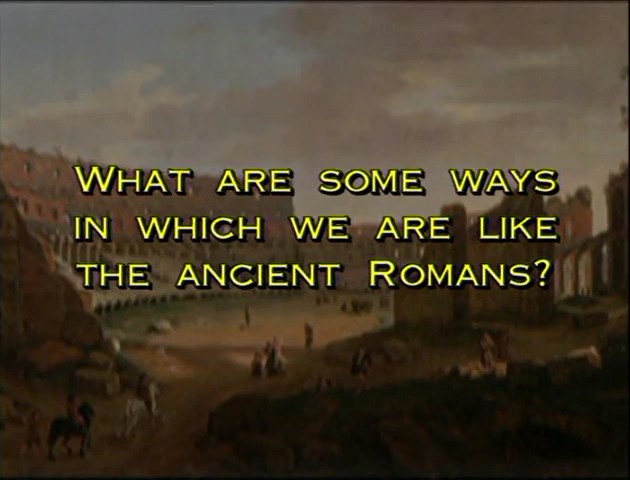 What are some ways
in which we are like
the ancient Romans?